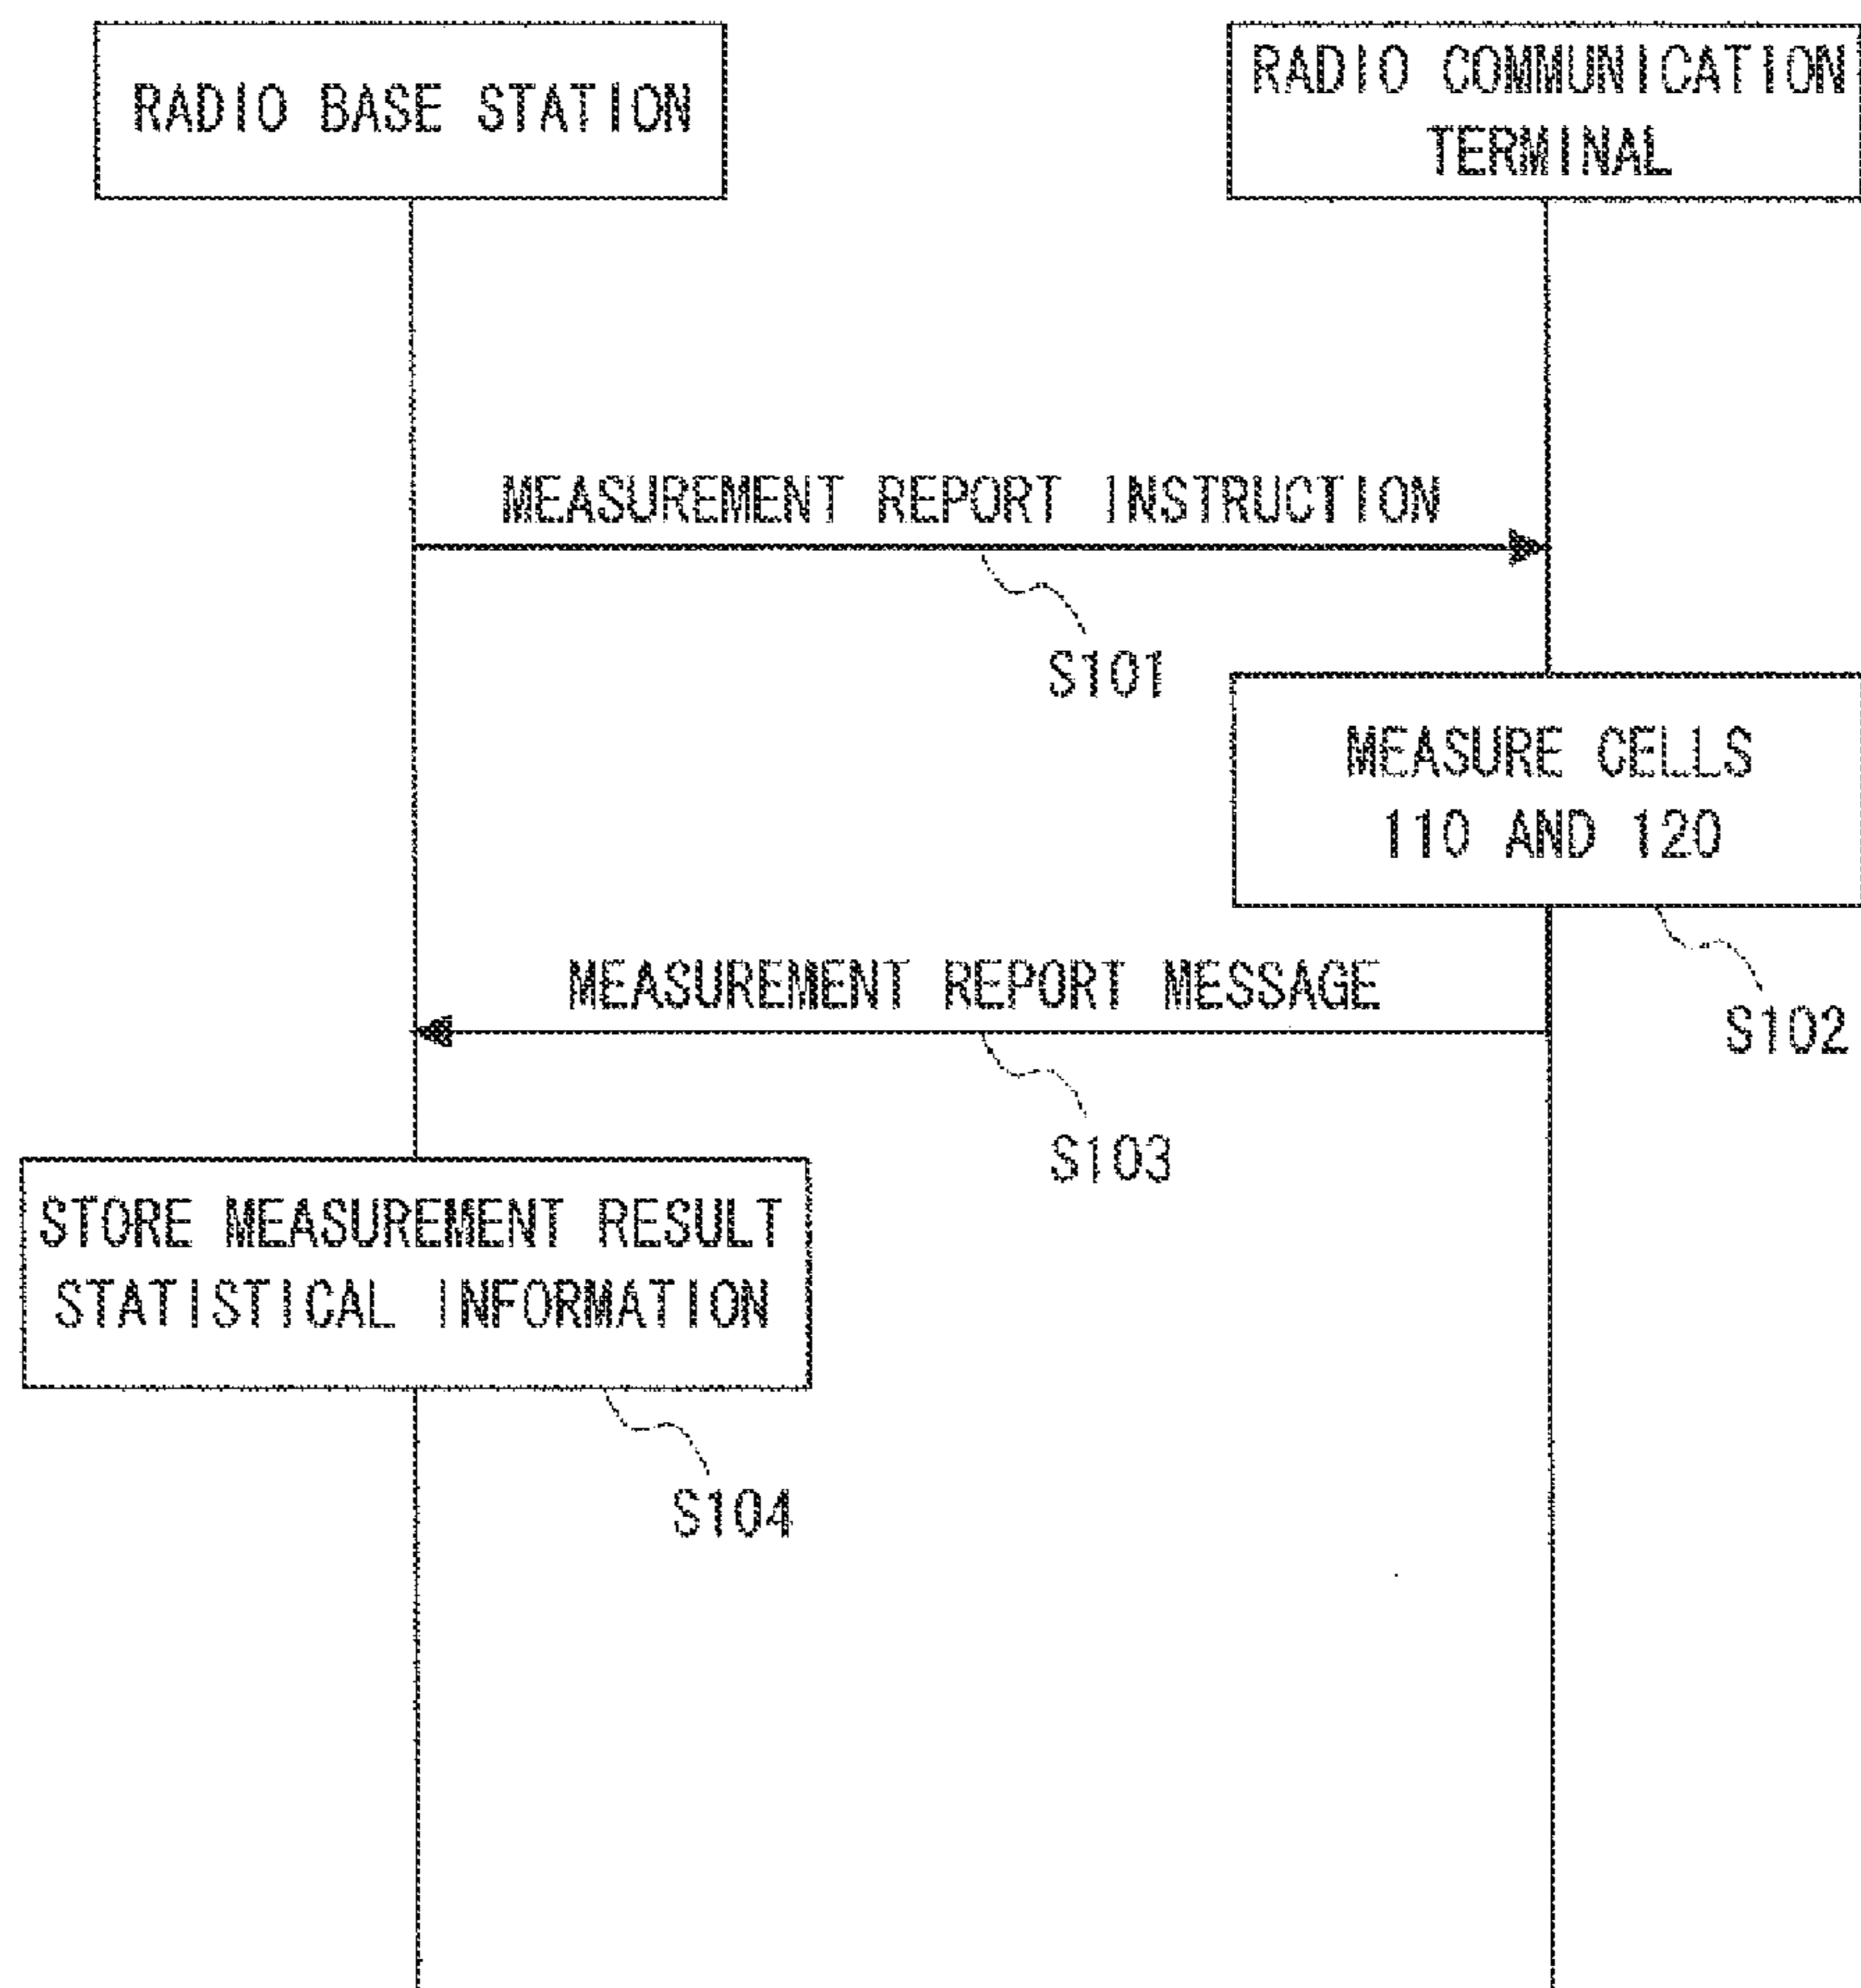 RADIO BASE STATION
RADIO COMMUNICATION
TERMINAL
MEASUREMENT REPORT INSTRUCTION
S101
MEASURE CELLS
110 AND 120
S102
MEASUREMENT REPORT MESSAGE
S103
STORE MEASUREMENT RESULT
STATISTICAL INFORMATION
S104